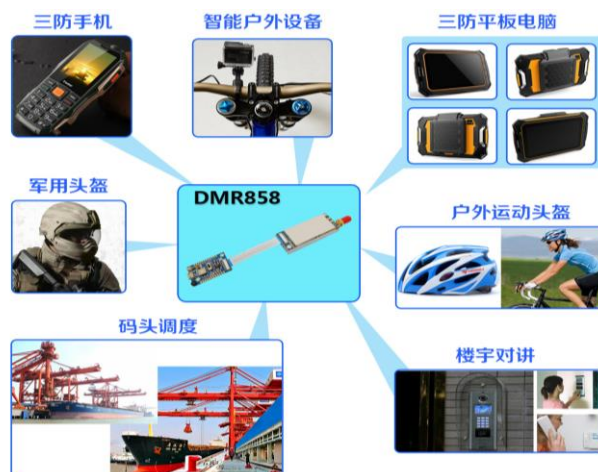 三防手机
智能户外设备
三防平板电脑
军用头盔
DMR858
户外运动头盔
码头调度
楼宇对讲